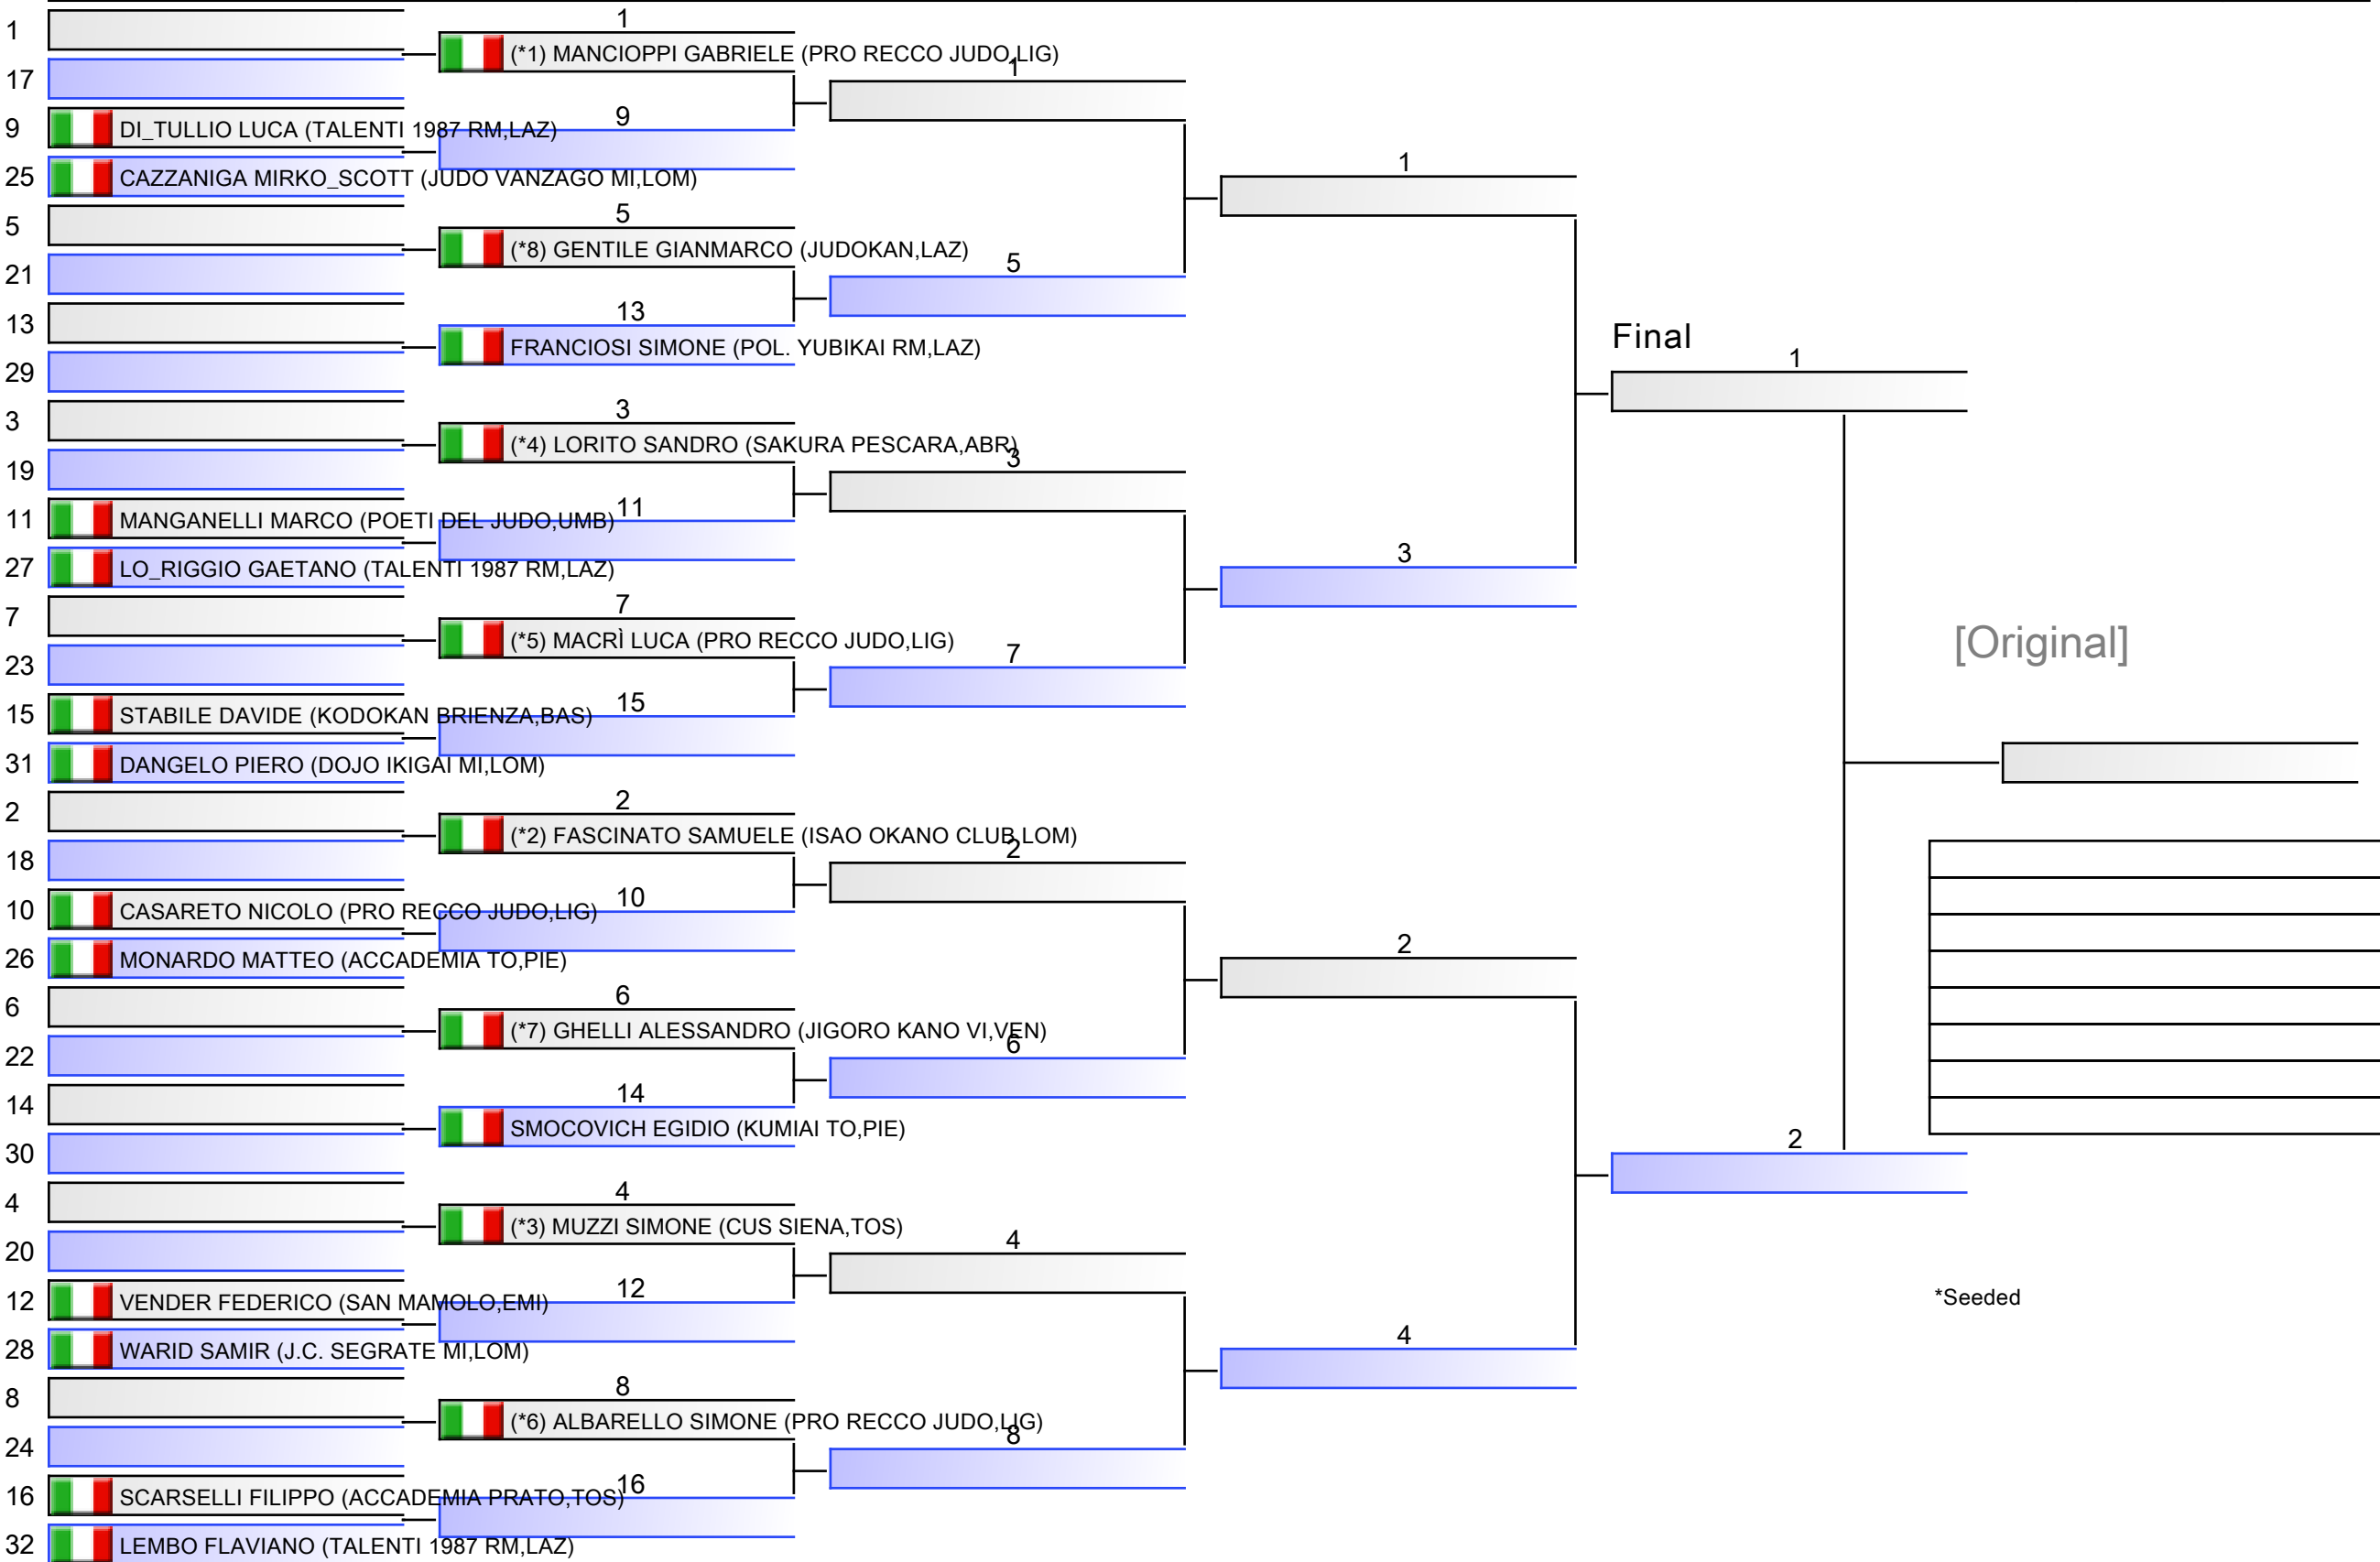 1
17
9 DI_TULLIO LUCA (TALENTI 1987 RM,LAZ)
25 CAZZANIGA MIRKO_SCOTT (JUDO VANZAGO MI,LOM)
5
21
13
29
3
19
11 MANGANELLI MARCO (POETI DEL JUDO,UMB)
27 LO_RIGGIO GAETANO (TALENTI 1987 RM,LAZ)
7
23
15 STABILE DAVIDE (KODOKAN BRIENZA,BAS)
31 DANGELO PIERO (DOJO IKIGAI MI,LOM)
2
18
10 CASARETO NICOLO (PRO RECCO JUDO,LIG)
26 MONARDO MATTEO (ACCADEMIA TO,PIE)
6
22
14
30
4
20
12 VENDER FEDERICO (SAN MAMOLO,EMI)
28 WARID SAMIR (J.C. SEGRATE MI,LOM)
8
24
16 SCARSELLI FILIPPO (ACCADEMIA PRATO,TOS)
32 LEMBO FLAVIANO (TALENTI 1987 RM,LAZ)
1
(*1) MANCIOPPI GABRIELE (PRO RECCO JUDO,LIG)
9
5
(*8) GENTILE GIANMARCO (JUDOKAN,LAZ)
13
FRANCIOSI SIMONE (POL. YUBIKAI RM,LAZ)
3
(*4) LORITO SANDRO (SAKURA PESCARA,ABR)
11
7
(*5) MACRÌ LUCA (PRO RECCO JUDO,LIG)
15
2
(*2) FASCINATO SAMUELE (ISAO OKANO CLUB,LOM)
10
6
(*7) GHELLI ALESSANDRO (JIGORO KANO VI,VEN)
14
SMOCOVICH EGIDIO (KUMIAI TO,PIE)
4
(*3) MUZZI SIMONE (CUS SIENA,TOS)
12
8
(*6) ALBARELLO SIMONE (PRO RECCO JUDO,LIG)
16
1
5
3
7
2
6
4
8
1
3
2
4
Final
1
2
[Original]
*Seeded